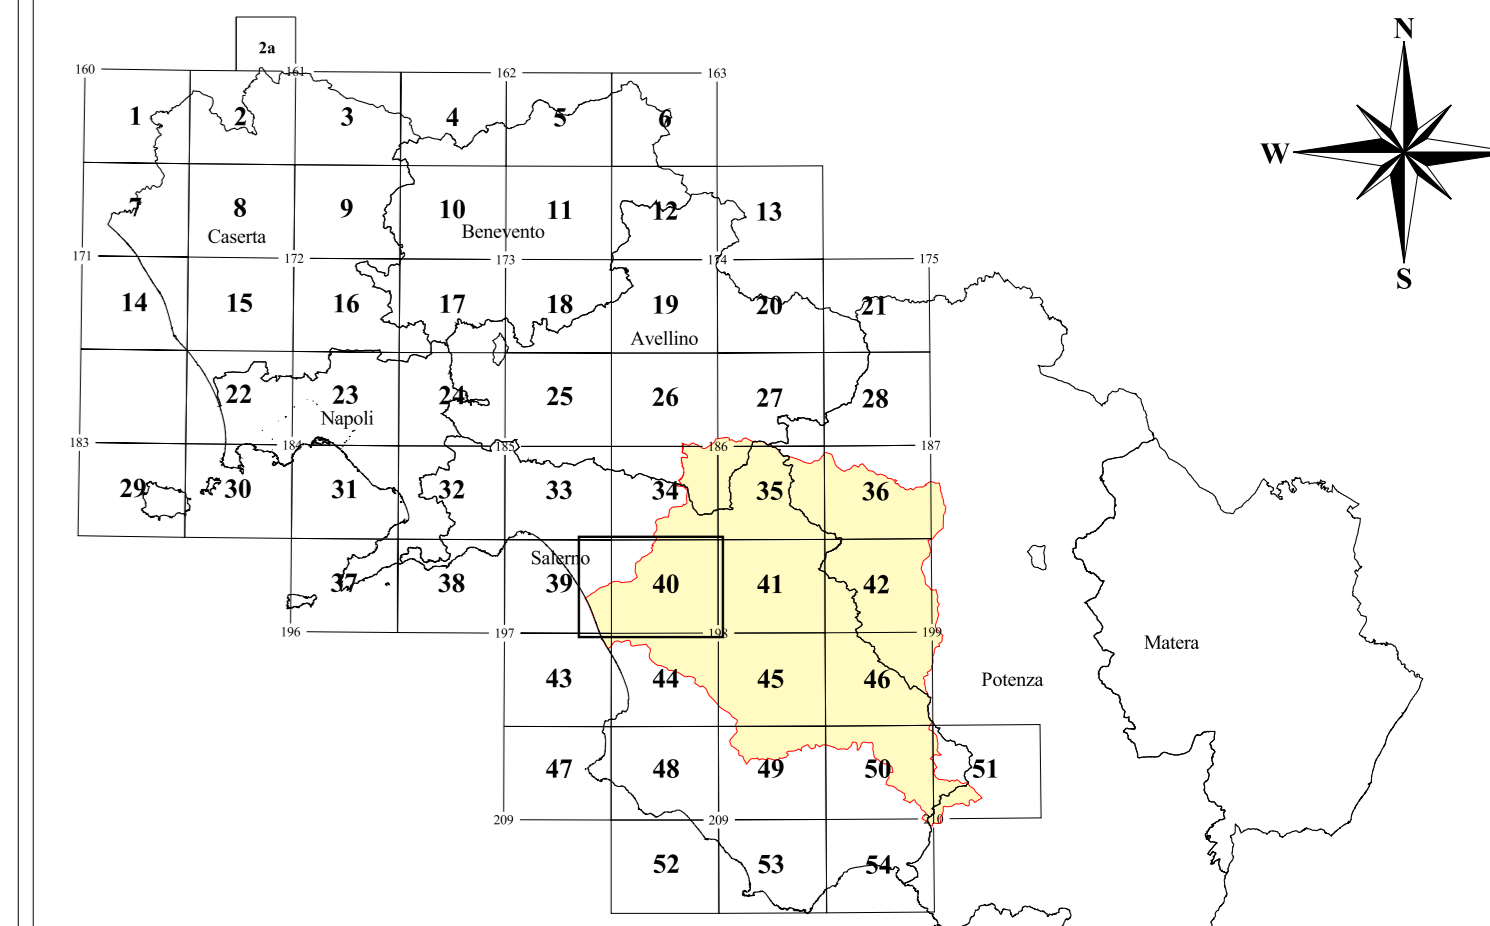 N
2a
160 161 162 163
1 2 3 4 5 6
W
7 8 9 10 11 12 13
Caserta Benevento
171 172 173 174 175
S
14 15 16 17 18 19 20 21
Avellino
22 23 24 25 26 27 28
Napoli
183 184 185 186 187
29 30 31 32 33 34 35 36
Salerno
37 38 39 40 41 42
196 197 198 199
Matera
43 44 45 46 Potenza
47 48 49 50 51
209 209 210
52 53 54